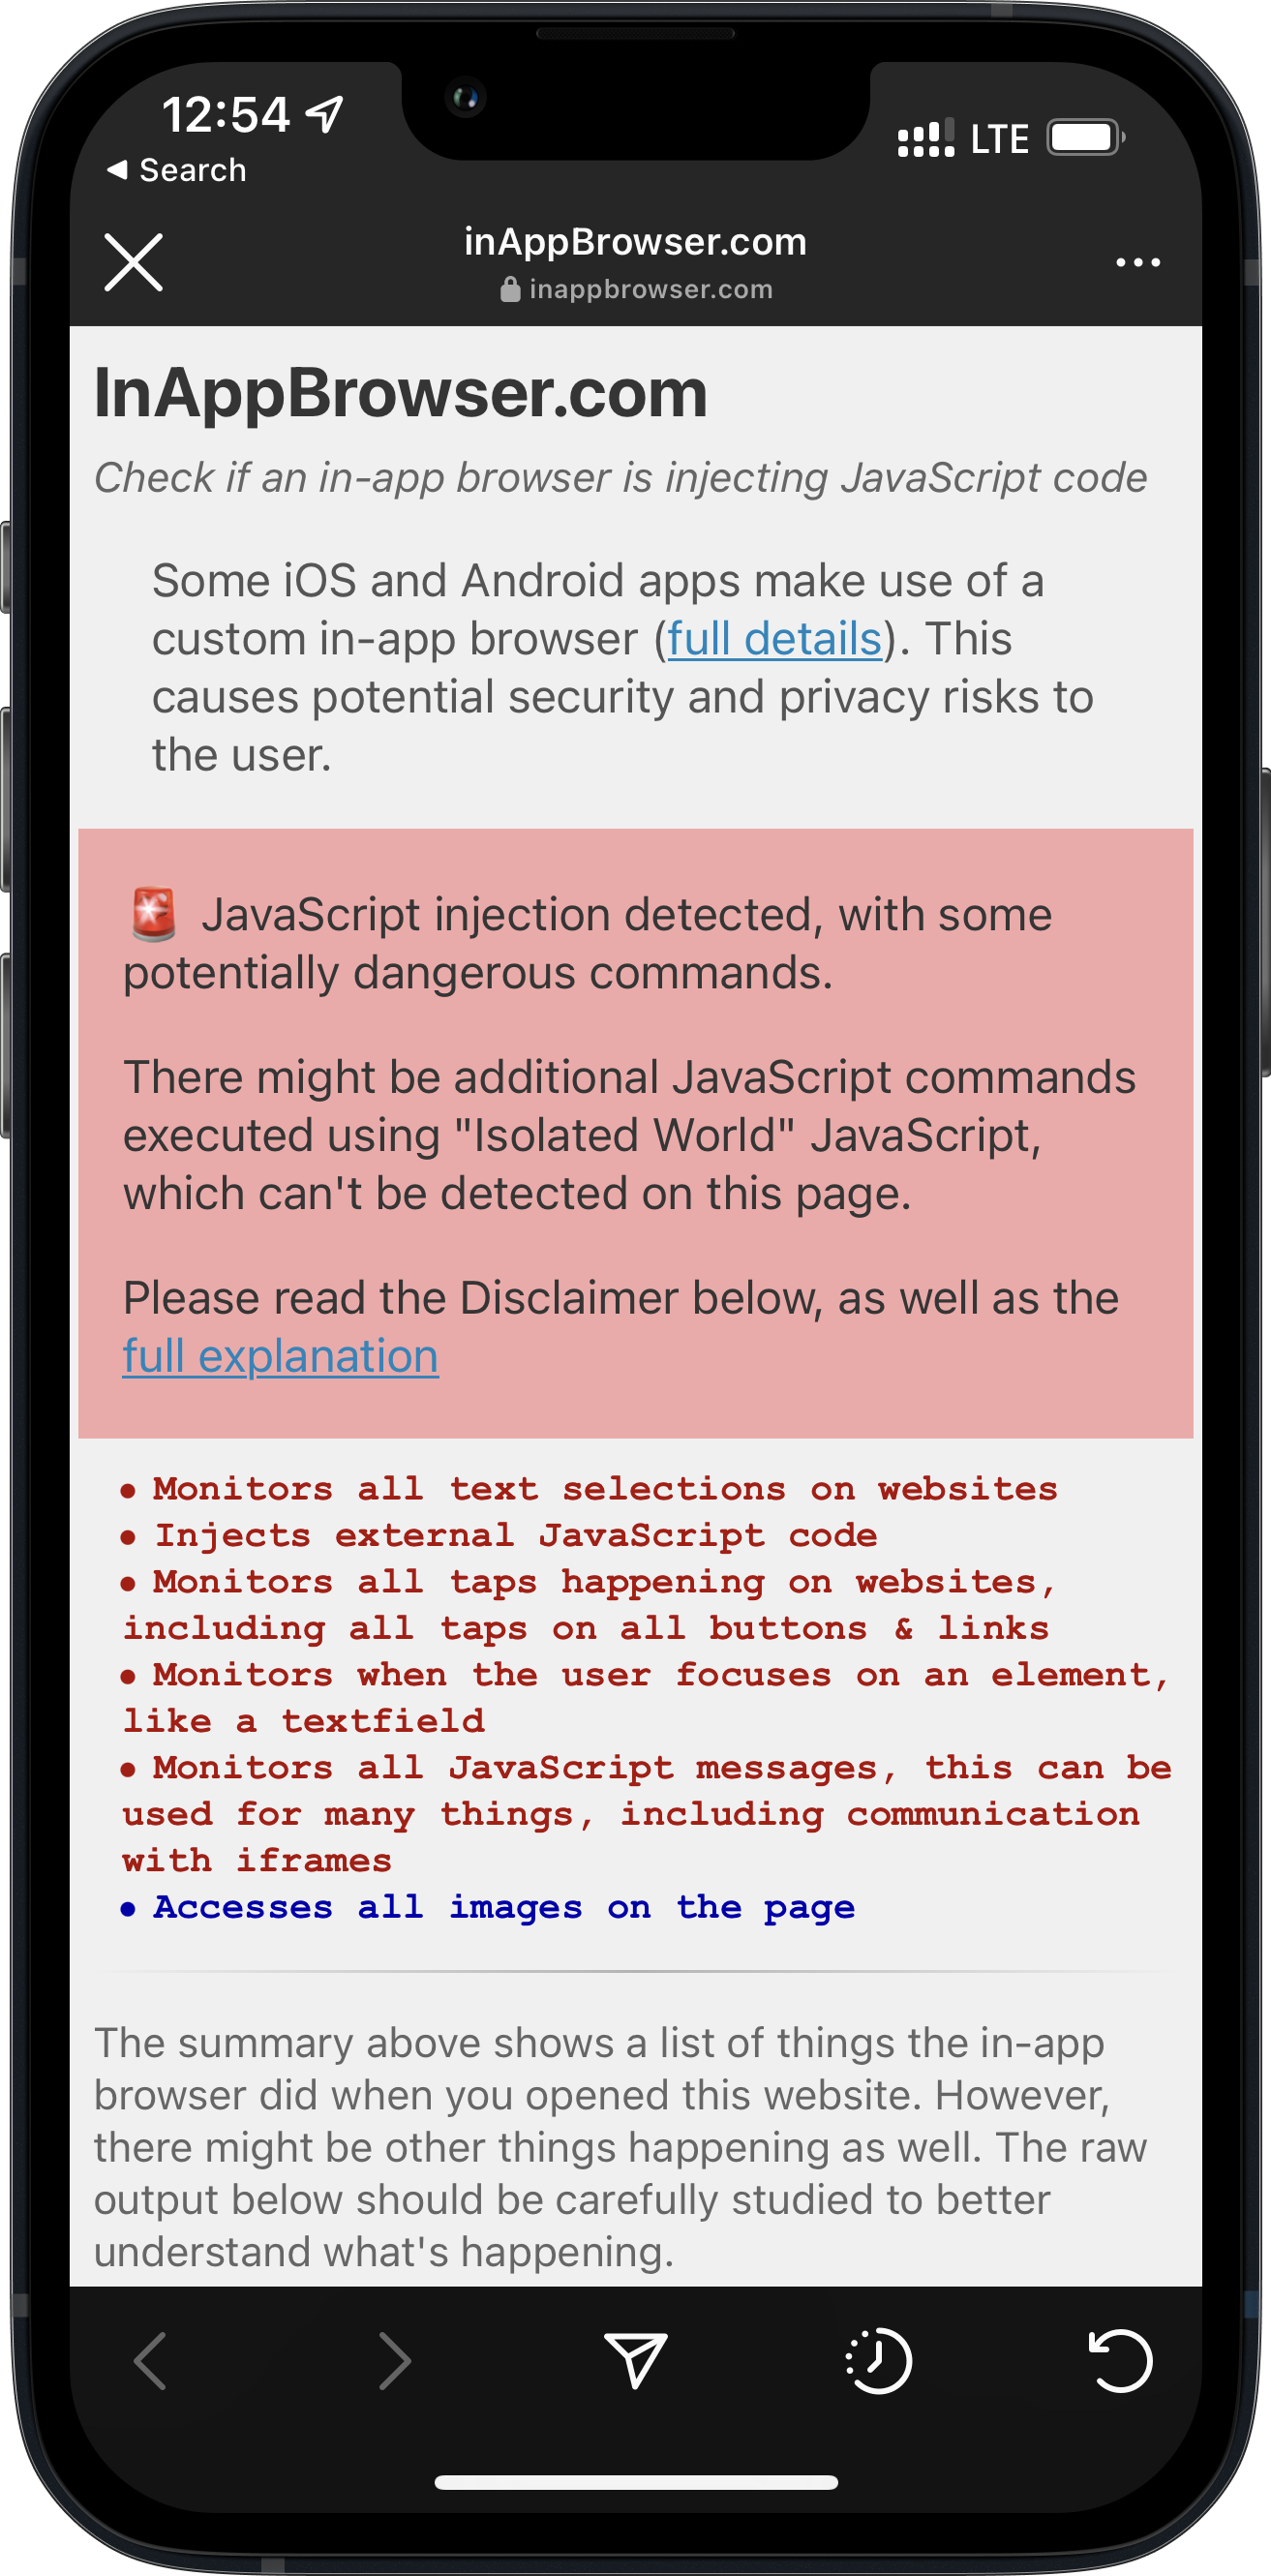 12:54
◀ Search
LTE
inAppBrowser.com
inappbrowser.com
InAppBrowser.com
Check if an in-app browser is injecting JavaScript code
Some iOS and Android apps make use of a
custom in-app browser (full details). This
causes potential security and privacy risks to
the user.
🚨 JavaScript injection detected, with some
potentially dangerous commands.
There might be additional JavaScript commands
executed using "Isolated World" JavaScript,
which can't be detected on this page.
Please read the Disclaimer below, as well as the
full explanation
• Monitors all text selections on websites
• Injects external JavaScript code
• Monitors all taps happening on websites,
including all taps on all buttons & links
• Monitors when the user focuses on an element,
like a textfield
• Monitors all JavaScript messages, this can be
used for many things, including communication
with iframes
• Accesses all images on the page
The summary above shows a list of things the in-app
browser did when you opened this website. However,
there might be other things happening as well. The raw
output below should be carefully studied to better
understand what's happening.